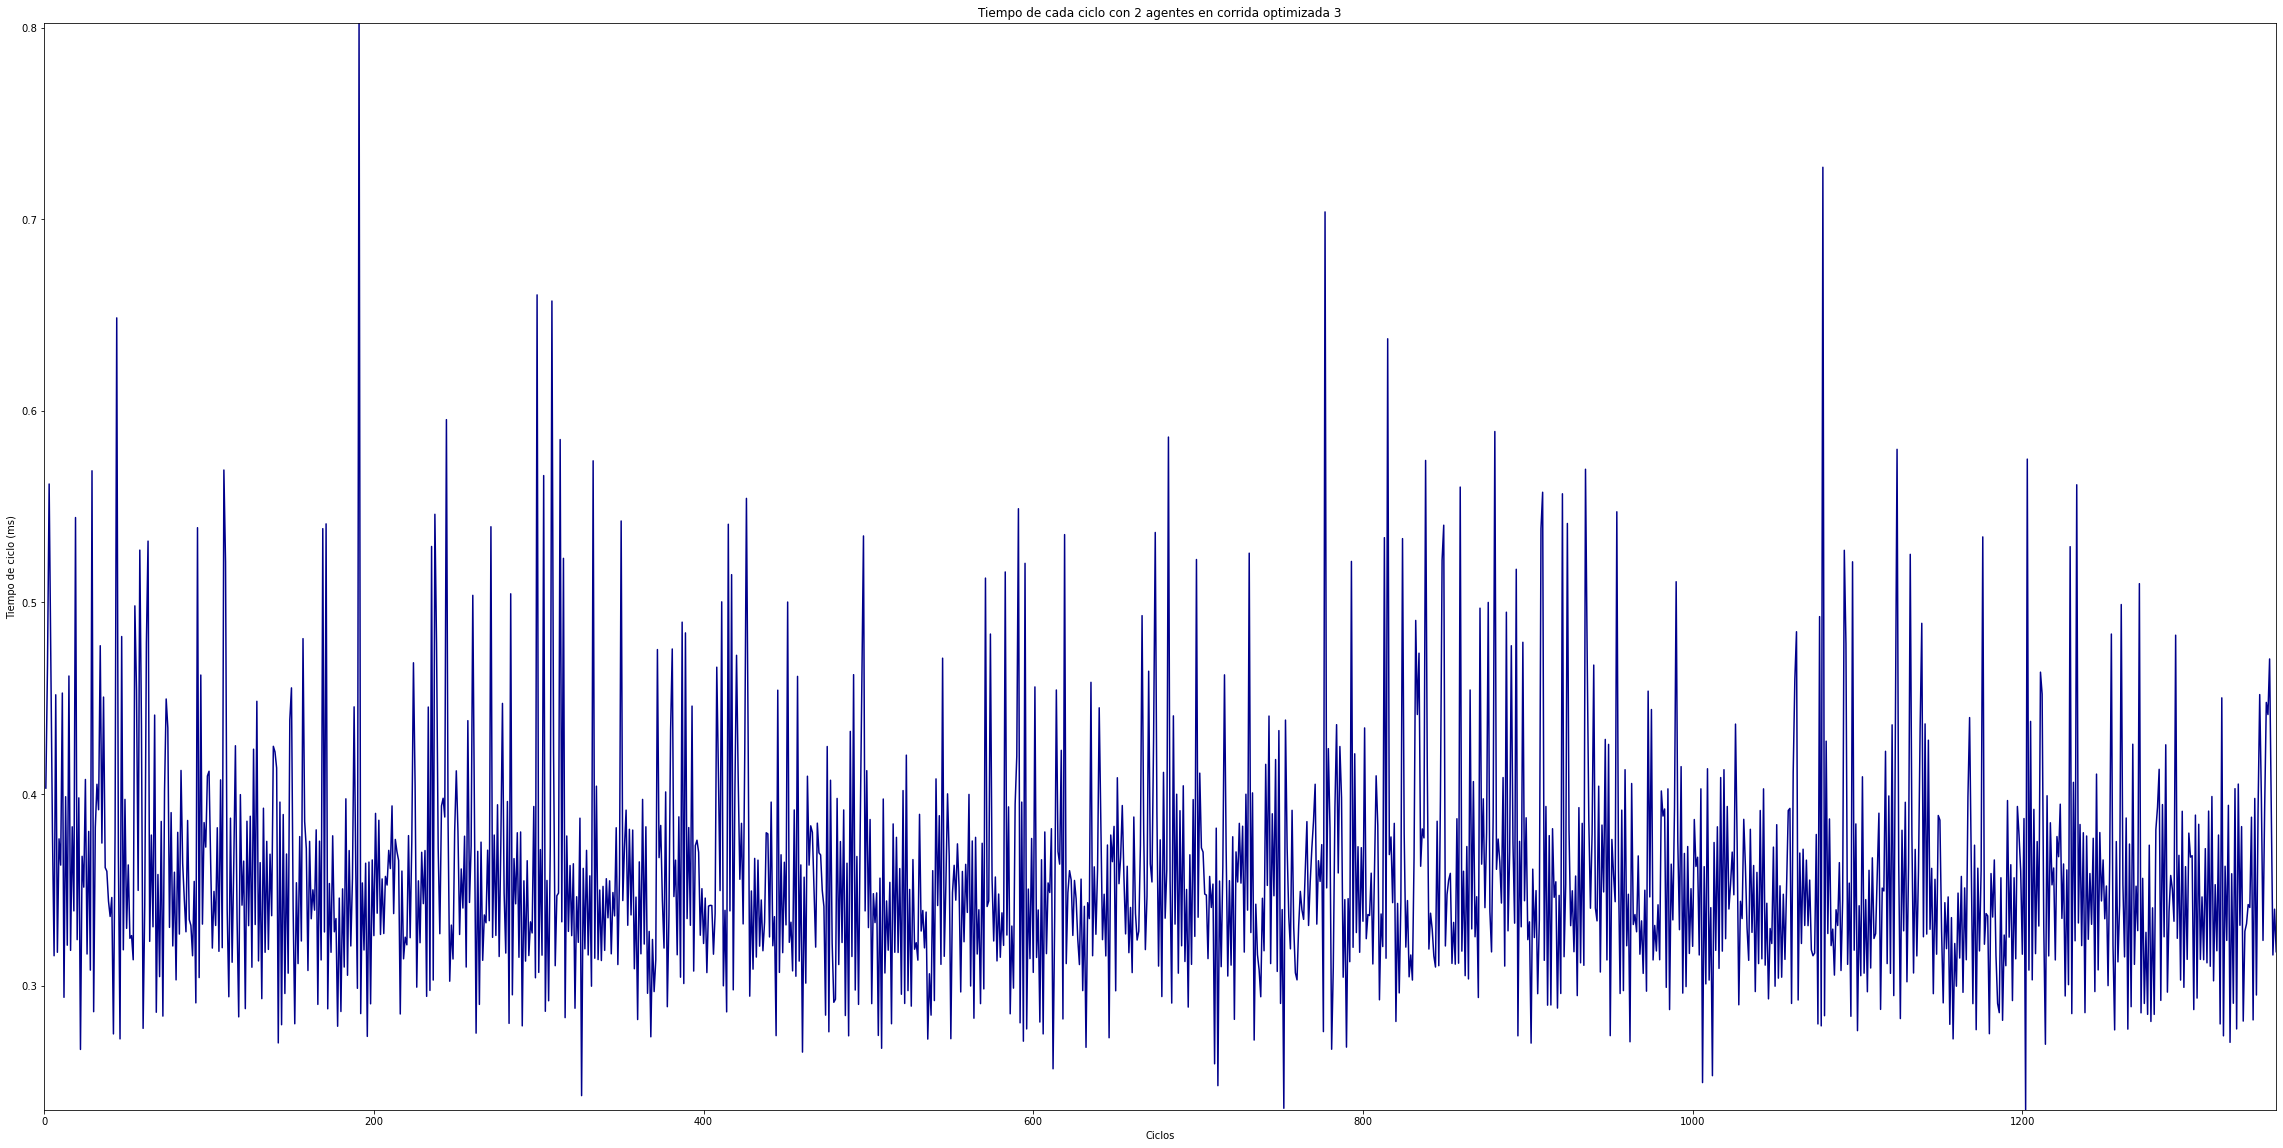 Tiempo de cada ciclo con 2 agentes en corrida optimizada 3
0.8
0.7
0.6
Tiempo de ciclo (ms)
0.5
0.4
0.3
0 200 400 600 800 1000 1200
Ciclos